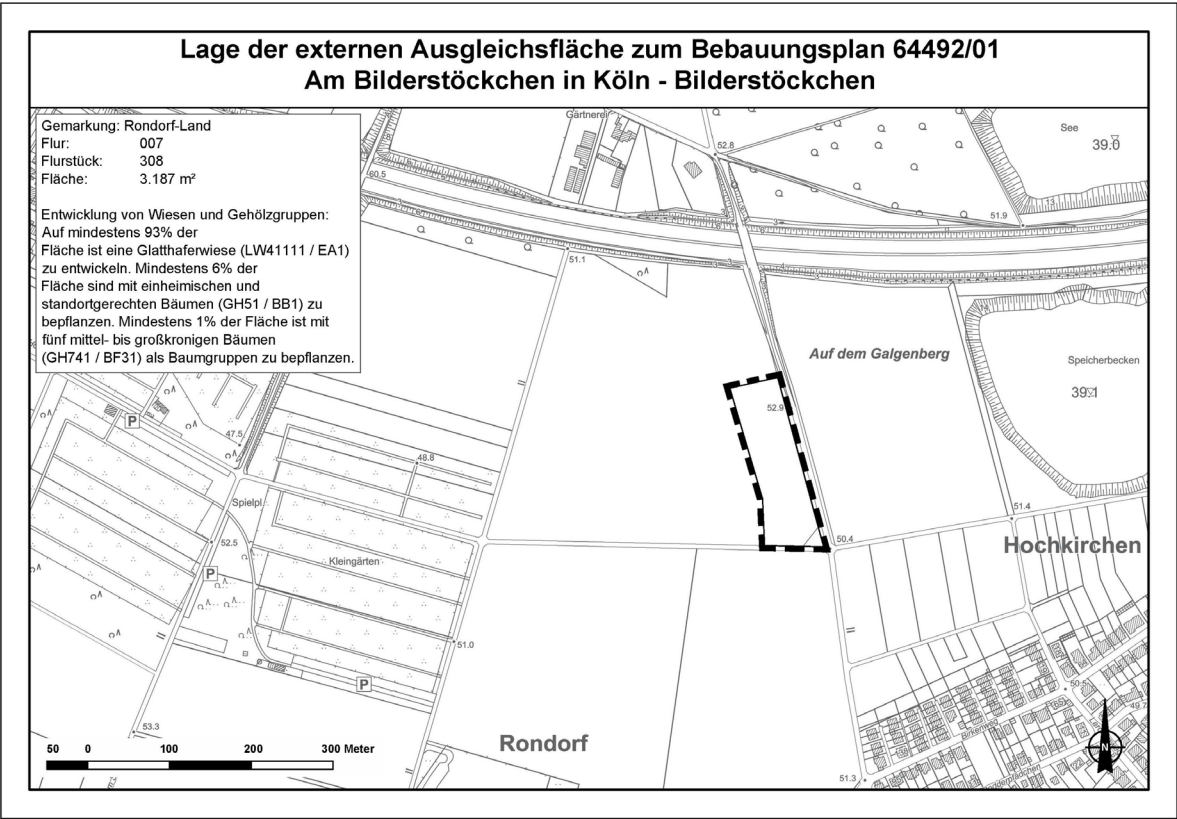 Lage der externen Ausgleichsfläche zum Bebauungsplan 64492/01
Am Bilderstöckchen in Köln - Bilderstöckchen
Gemarkung: Rondorf-Land
Flur: 007
Flurstück: 308
Fläche: 3.187 m²
Entwicklung von Wiesen und Gehölzgruppen:
Auf mindestens 93% der
Fläche ist eine Glatthaferwiese (LW41111 / EA1)
zu entwickeln. Mindestens 6% der
Fläche sind mit einheimischen und
standortgerechten Bäumen (GH51 / BB1) zu
bepflanzen. Mindestens 1% der Fläche ist mit
fünf mittel- bis großkronigen Bäumen
(GH741 / BF31) als Baumgruppen zu bepflanzen.
Gärtnerei
See
39.0
52.8
60.5
51.9
51.1
Auf dem Galgenberg
Speicherbecken
39.1
52.9
P
47.5
48.8
Spielpl.
51.4
50.4
Hochkirchen
52.5
Kleingärten
P
51.0
P
50.5
53.3
Birkenweg
Rondorf
N
51.3
50 0 100 200 300 Meter